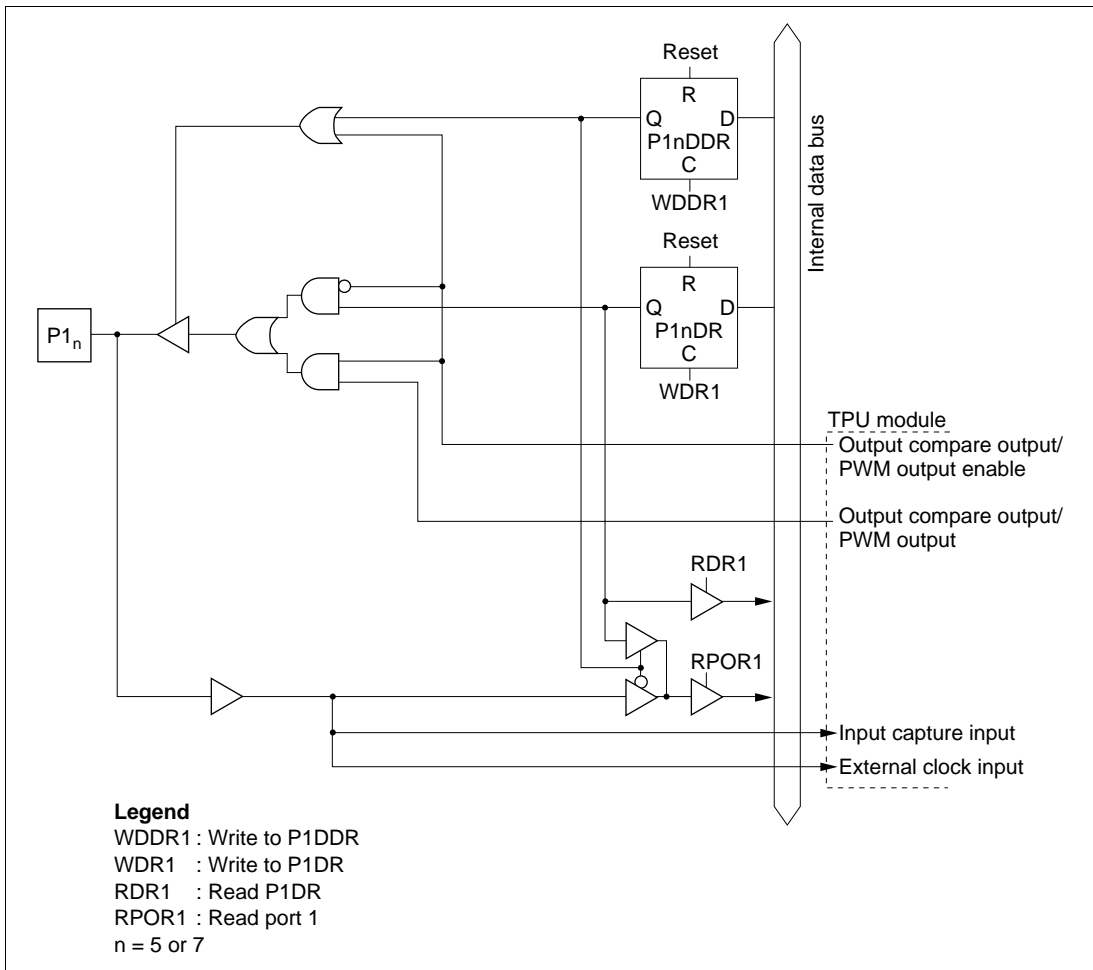 Reset
R
Q D
P1nDDR
C
WDDR1
Internal data bus
Reset
R
Q D
P1nDR
C
WDR1
P1n
TPU module
Output compare output/
PWM output enable
Output compare output/
PWM output
RDR1
RPOR1
Input capture input
External clock input
Legend
WDDR1 : Write to P1DDR
WDR1 : Write to P1DR
RDR1 : Read P1DR
RPOR1 : Read port 1
n = 5 or 7